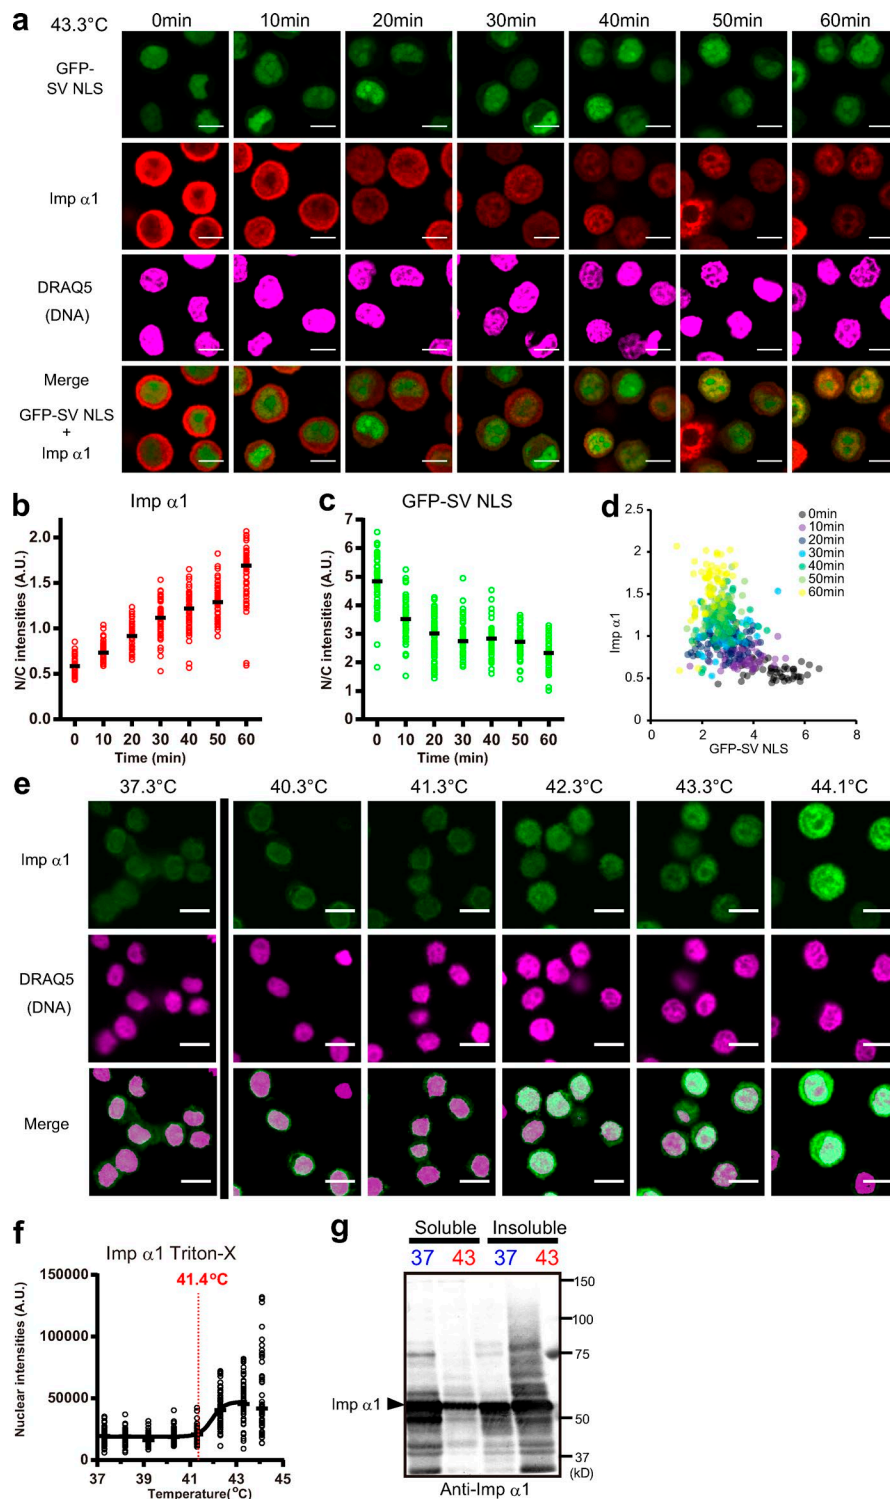 a
43.3°C
0min
10min
20min
30min
40min
50min
60min
GFP-
SV NLS
Imp α1
DRAQ5
(DNA)
Merge
GFP-SV NLS
+
Imp α1
b
Imp α1
N/C intensities (A.U.)
2.0
1.5
1.0
0.5
0.0
0 10 20 30 40 50 60
Time (min)
c
GFP-SV NLS
N/C intensities (A.U.)
7
6
5
4
3
2
1
0
0 10 20 30 40 50 60
Time (min)
d
Imp α1
2.5
2
1.5
1
0.5
0
0 2 4 6 8
GFP-SV NLS
0min
10min
20min
30min
40min
50min
60min
e
37.3°C
40.3°C
41.3°C
42.3°C
43.3°C
44.1°C
Imp α1
DRAQ5
(DNA)
Merge
f
Imp α1 Triton-X
41.4°C
Nuclear intensities (A.U.)
150000
100000
50000
0
37 39 41 43 45
Temperature(°C)
g
Soluble Insoluble
37 43 37 43
150
100
75
50
37
(kD)
Imp α1
Anti-Imp α1